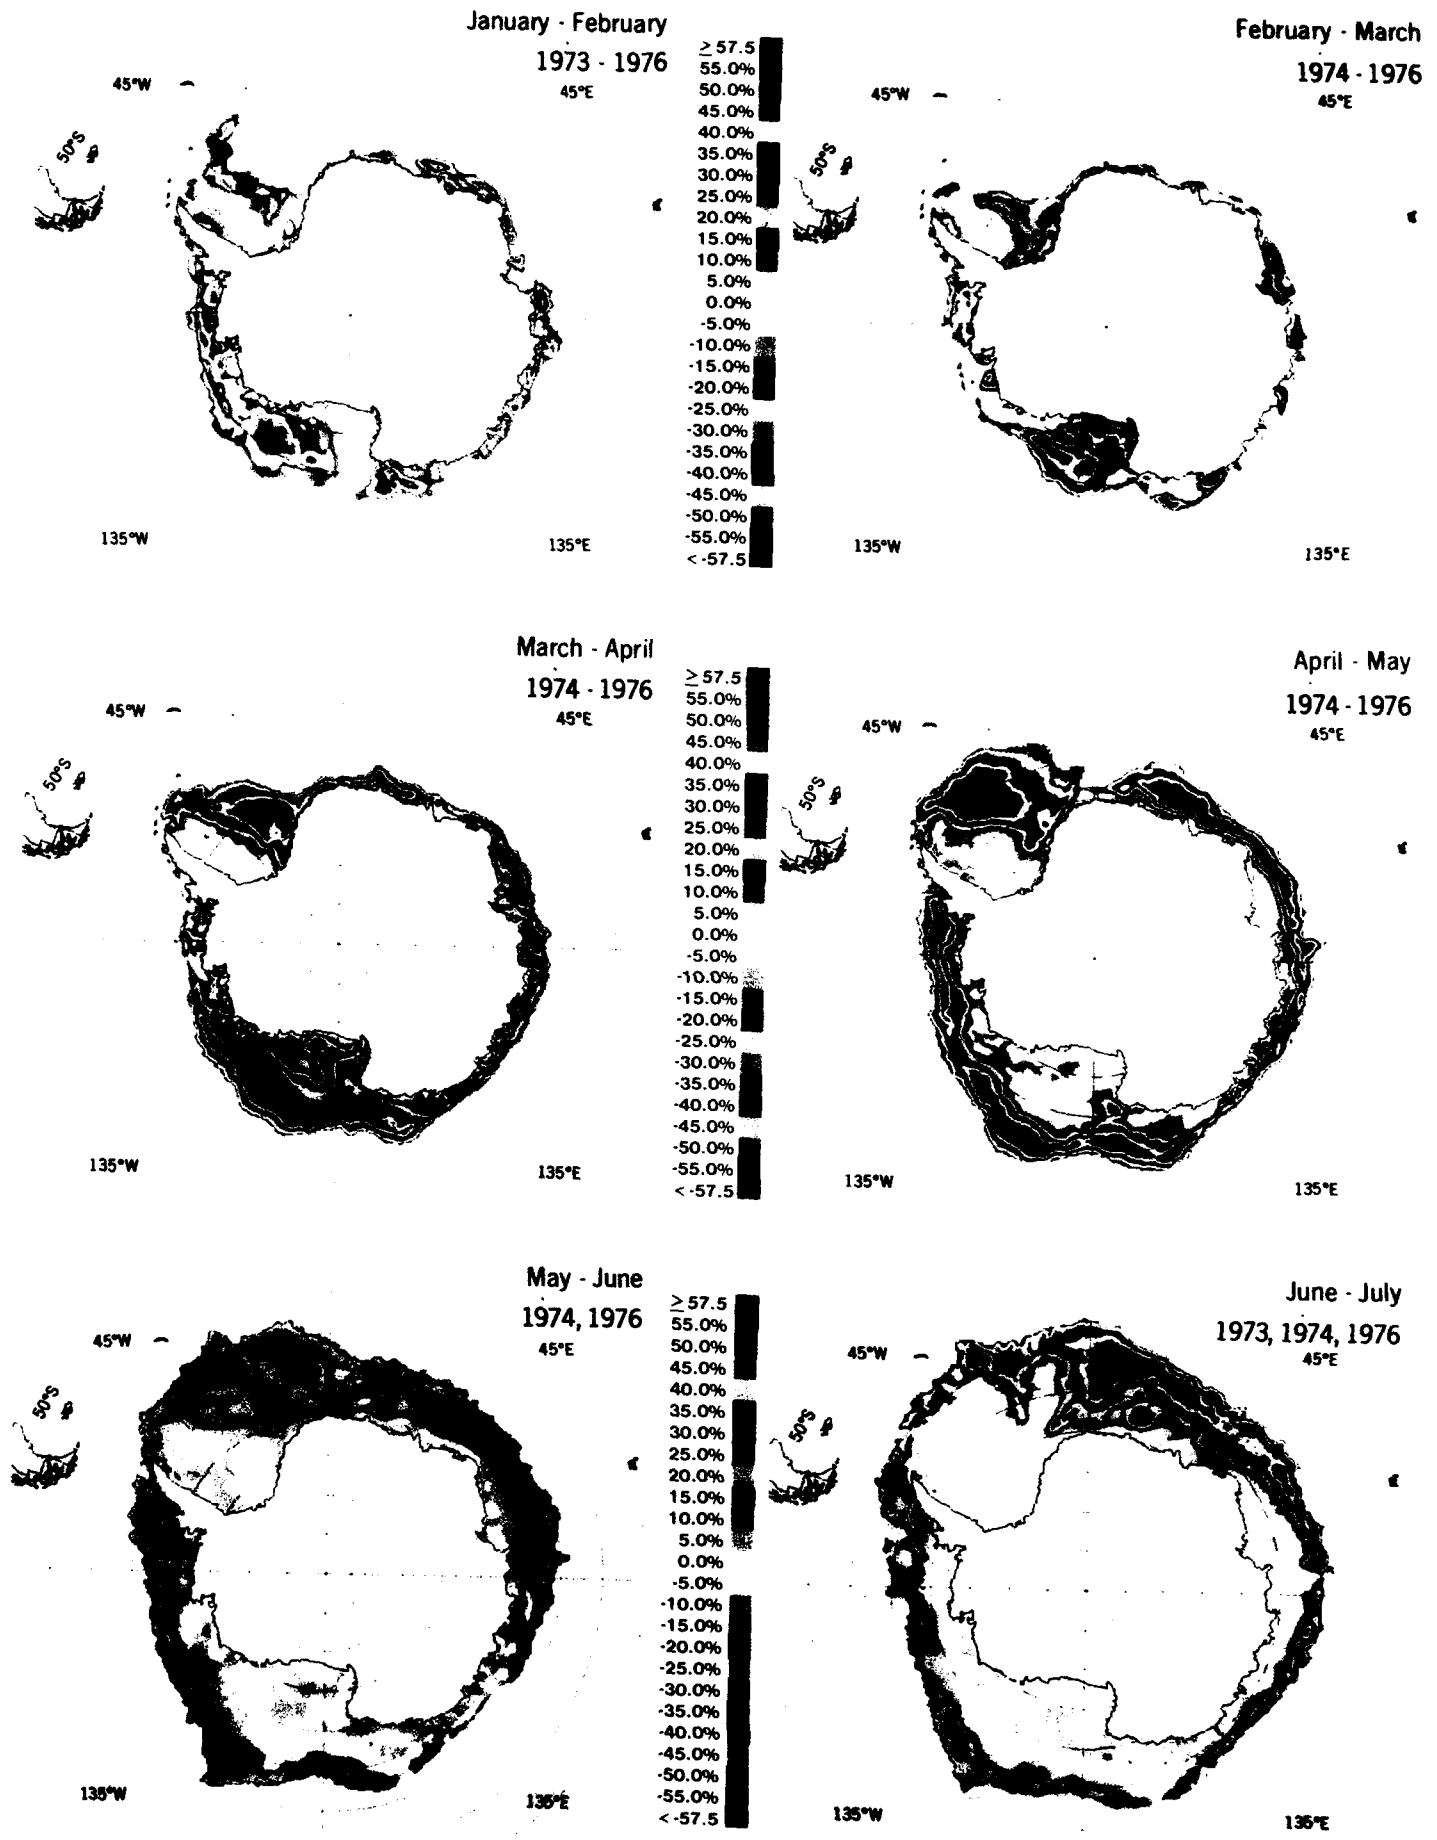 January - February
1973 - 1976
45°W
45°E
50°S
135°W
135°E
≥ 57.5
55.0%
50.0%
45.0%
40.0%
35.0%
30.0%
25.0%
20.0%
15.0%
10.0%
5.0%
0.0%
-5.0%
-10.0%
-15.0%
-20.0%
-25.0%
-30.0%
-35.0%
-40.0%
-45.0%
-50.0%
-55.0%
< -57.5
February - March
1974 - 1976
45°W
45°E
50°S
135°W
135°E
March - April
1974 - 1976
45°W
45°E
50°S
135°W
135°E
≥ 57.5
55.0%
50.0%
45.0%
40.0%
35.0%
30.0%
25.0%
20.0%
15.0%
10.0%
5.0%
0.0%
-5.0%
-10.0%
-15.0%
-20.0%
-25.0%
-30.0%
-35.0%
-40.0%
-45.0%
-50.0%
-55.0%
< -57.5
April - May
1974 - 1976
45°W
45°E
50°S
135°W
135°E
May - June
1974, 1976
45°W
45°E
50°S
135°W
135°E
≥ 57.5
55.0%
50.0%
45.0%
40.0%
35.0%
30.0%
25.0%
20.0%
15.0%
10.0%
5.0%
0.0%
-5.0%
-10.0%
-15.0%
-20.0%
-25.0%
-30.0%
-35.0%
-40.0%
-45.0%
-50.0%
-55.0%
< -57.5
June - July
1973, 1974, 1976
45°W
45°E
50°S
135°W
135°E